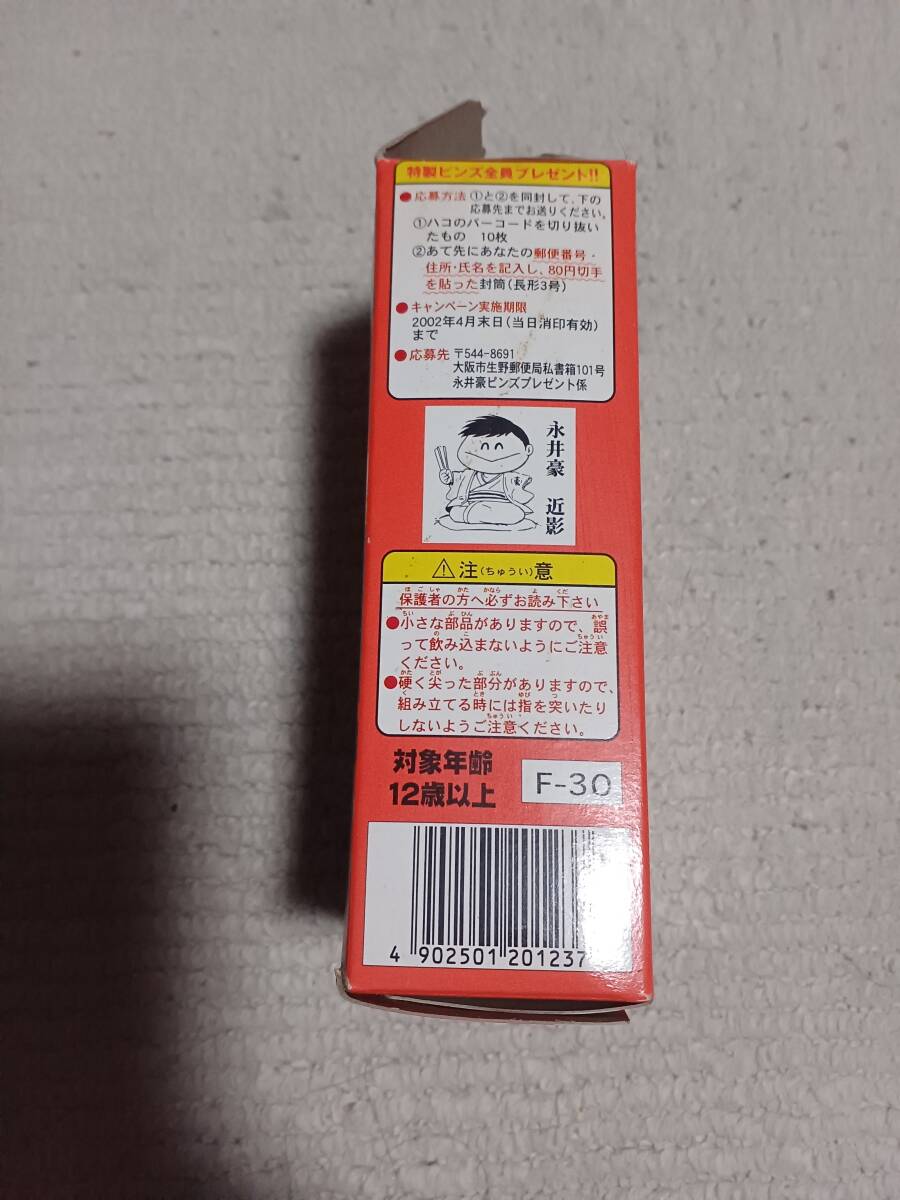 特製ピンズ全員プレゼント!!
●応募方法 ①と②を同封して、下の
応募先までお送りください。
①ハコのバーコードを切り抜い
たもの 10枚
②あて先にあなたの郵便番号・
住所・氏名を記入し、80円切手
を貼った封筒(長形3号)
●キャンペーン実施期限
2002年4月末日(当日消印有効)
まで
●応募先 〒544-8691
大阪市生野郵便局私書箱101号
永井豪ピンズプレゼント係
永井豪 近影
⚠注(ちゅうい)意
保護者の方へ必ずお読み下さい
●小さな部品がありますので、誤
って飲み込まないようにご注意
ください。
●硬く尖った部分がありますので、
組み立てる時には指を突いたり
しないようご注意ください。
対象年齢
12歳以上
F-30
4 902501 201237